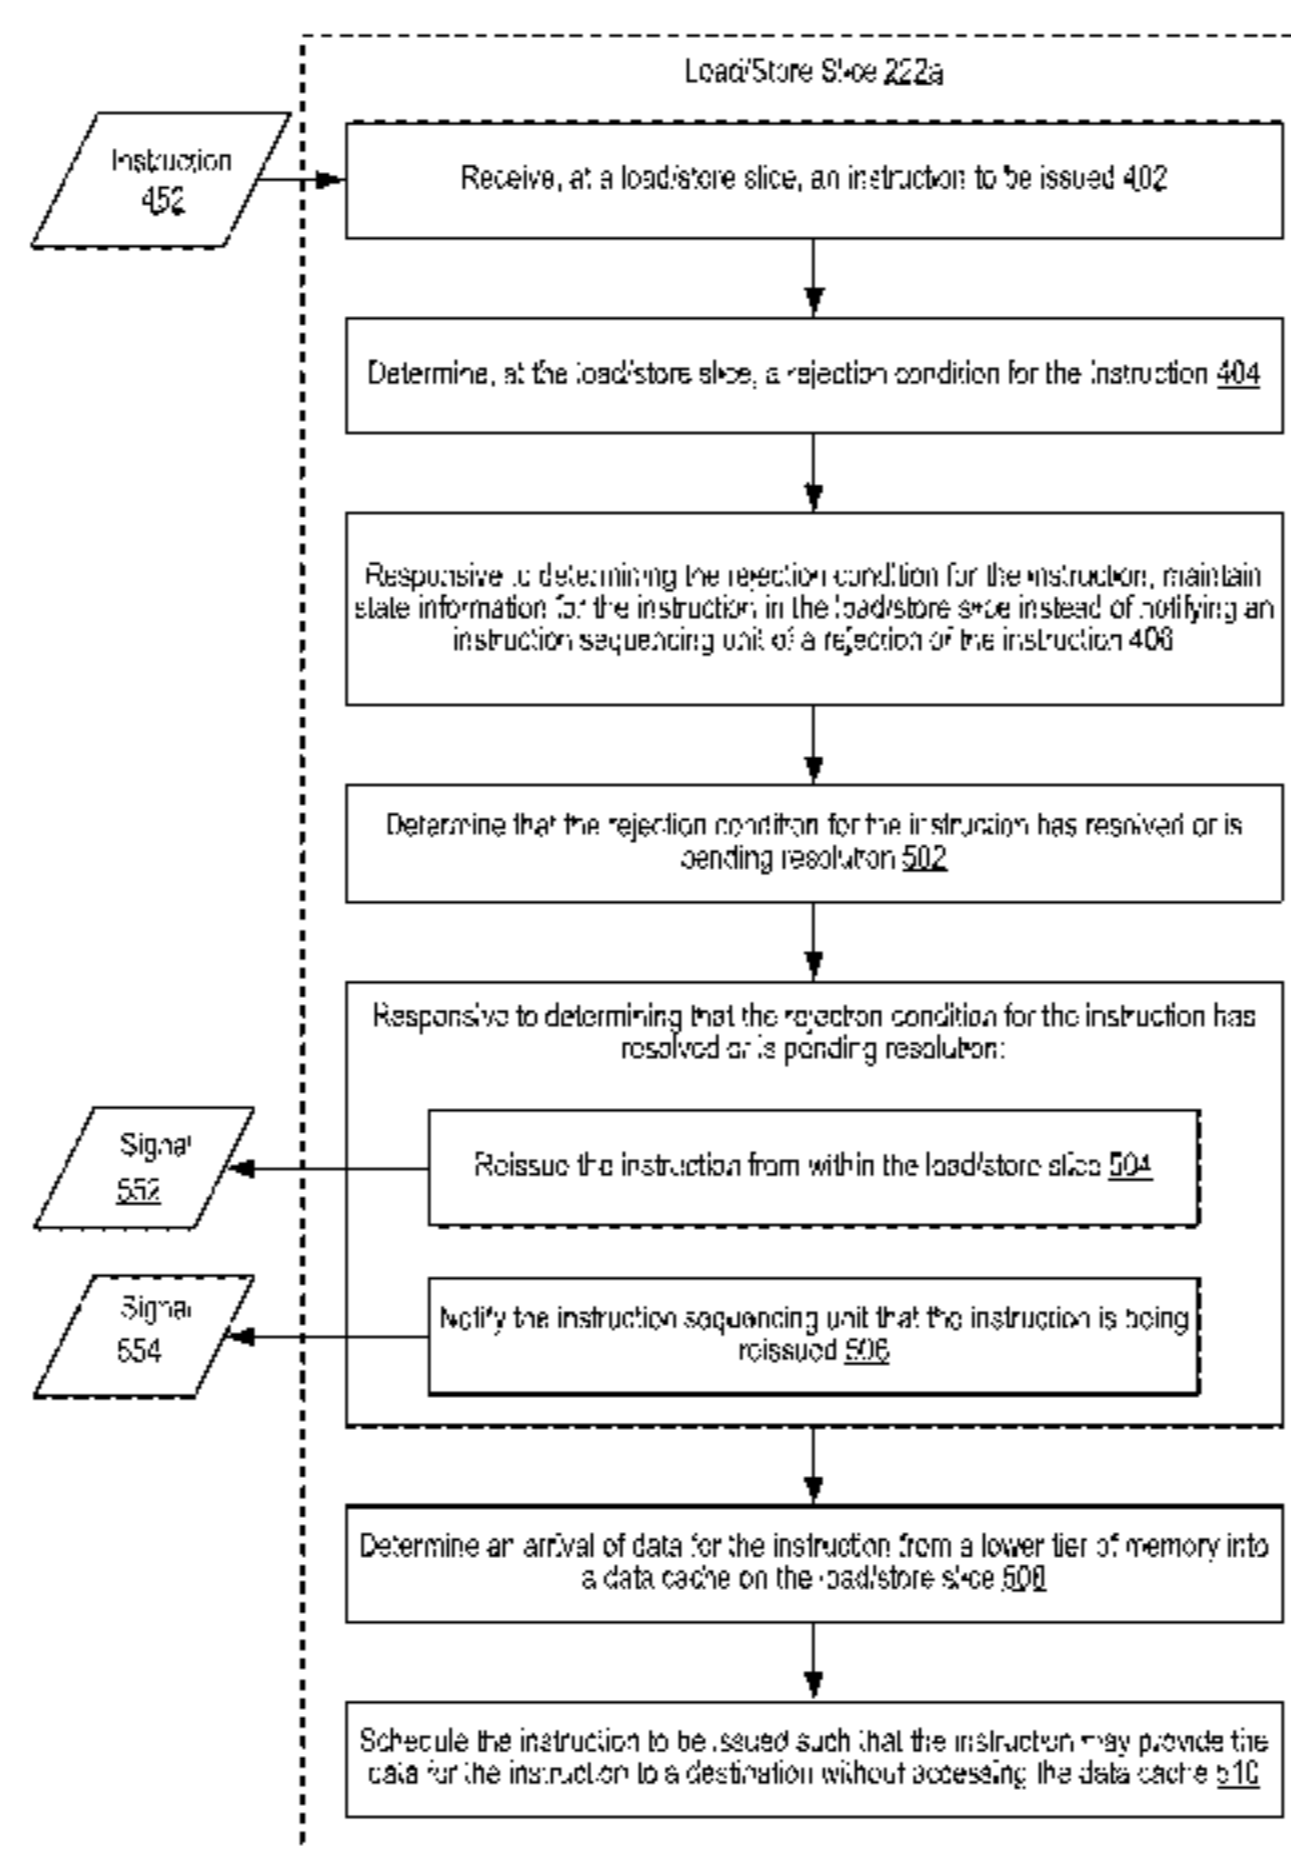 Load/Store Slice 222a
Instruction
452
Receive, at a load/store slice, an instruction to be issued 402
Determine, at the load/store slice, a rejection condition for the instruction 404
Responsive to determining the rejection condition for the instruction, maintain
state information for the instruction in the load/store slice instead of notifying an
instruction sequencing unit of a rejection of the instruction 406
Determine that the rejection condition for the instruction has resolved or is
pending resolution 502
Responsive to determining that the rejection condition for the instruction has
resolved or is pending resolution:
Signal
552
Reissue the instruction from within the load/store slice 504
Signal
554
Notify the instruction sequencing unit that the instruction is being
reissued 506
Determine an arrival of data for the instruction from a lower tier of memory into
a data cache on the load/store slice 508
Schedule the instruction to be issued such that the instruction may provide the
data for the instruction to a destination without accessing the data cache 510